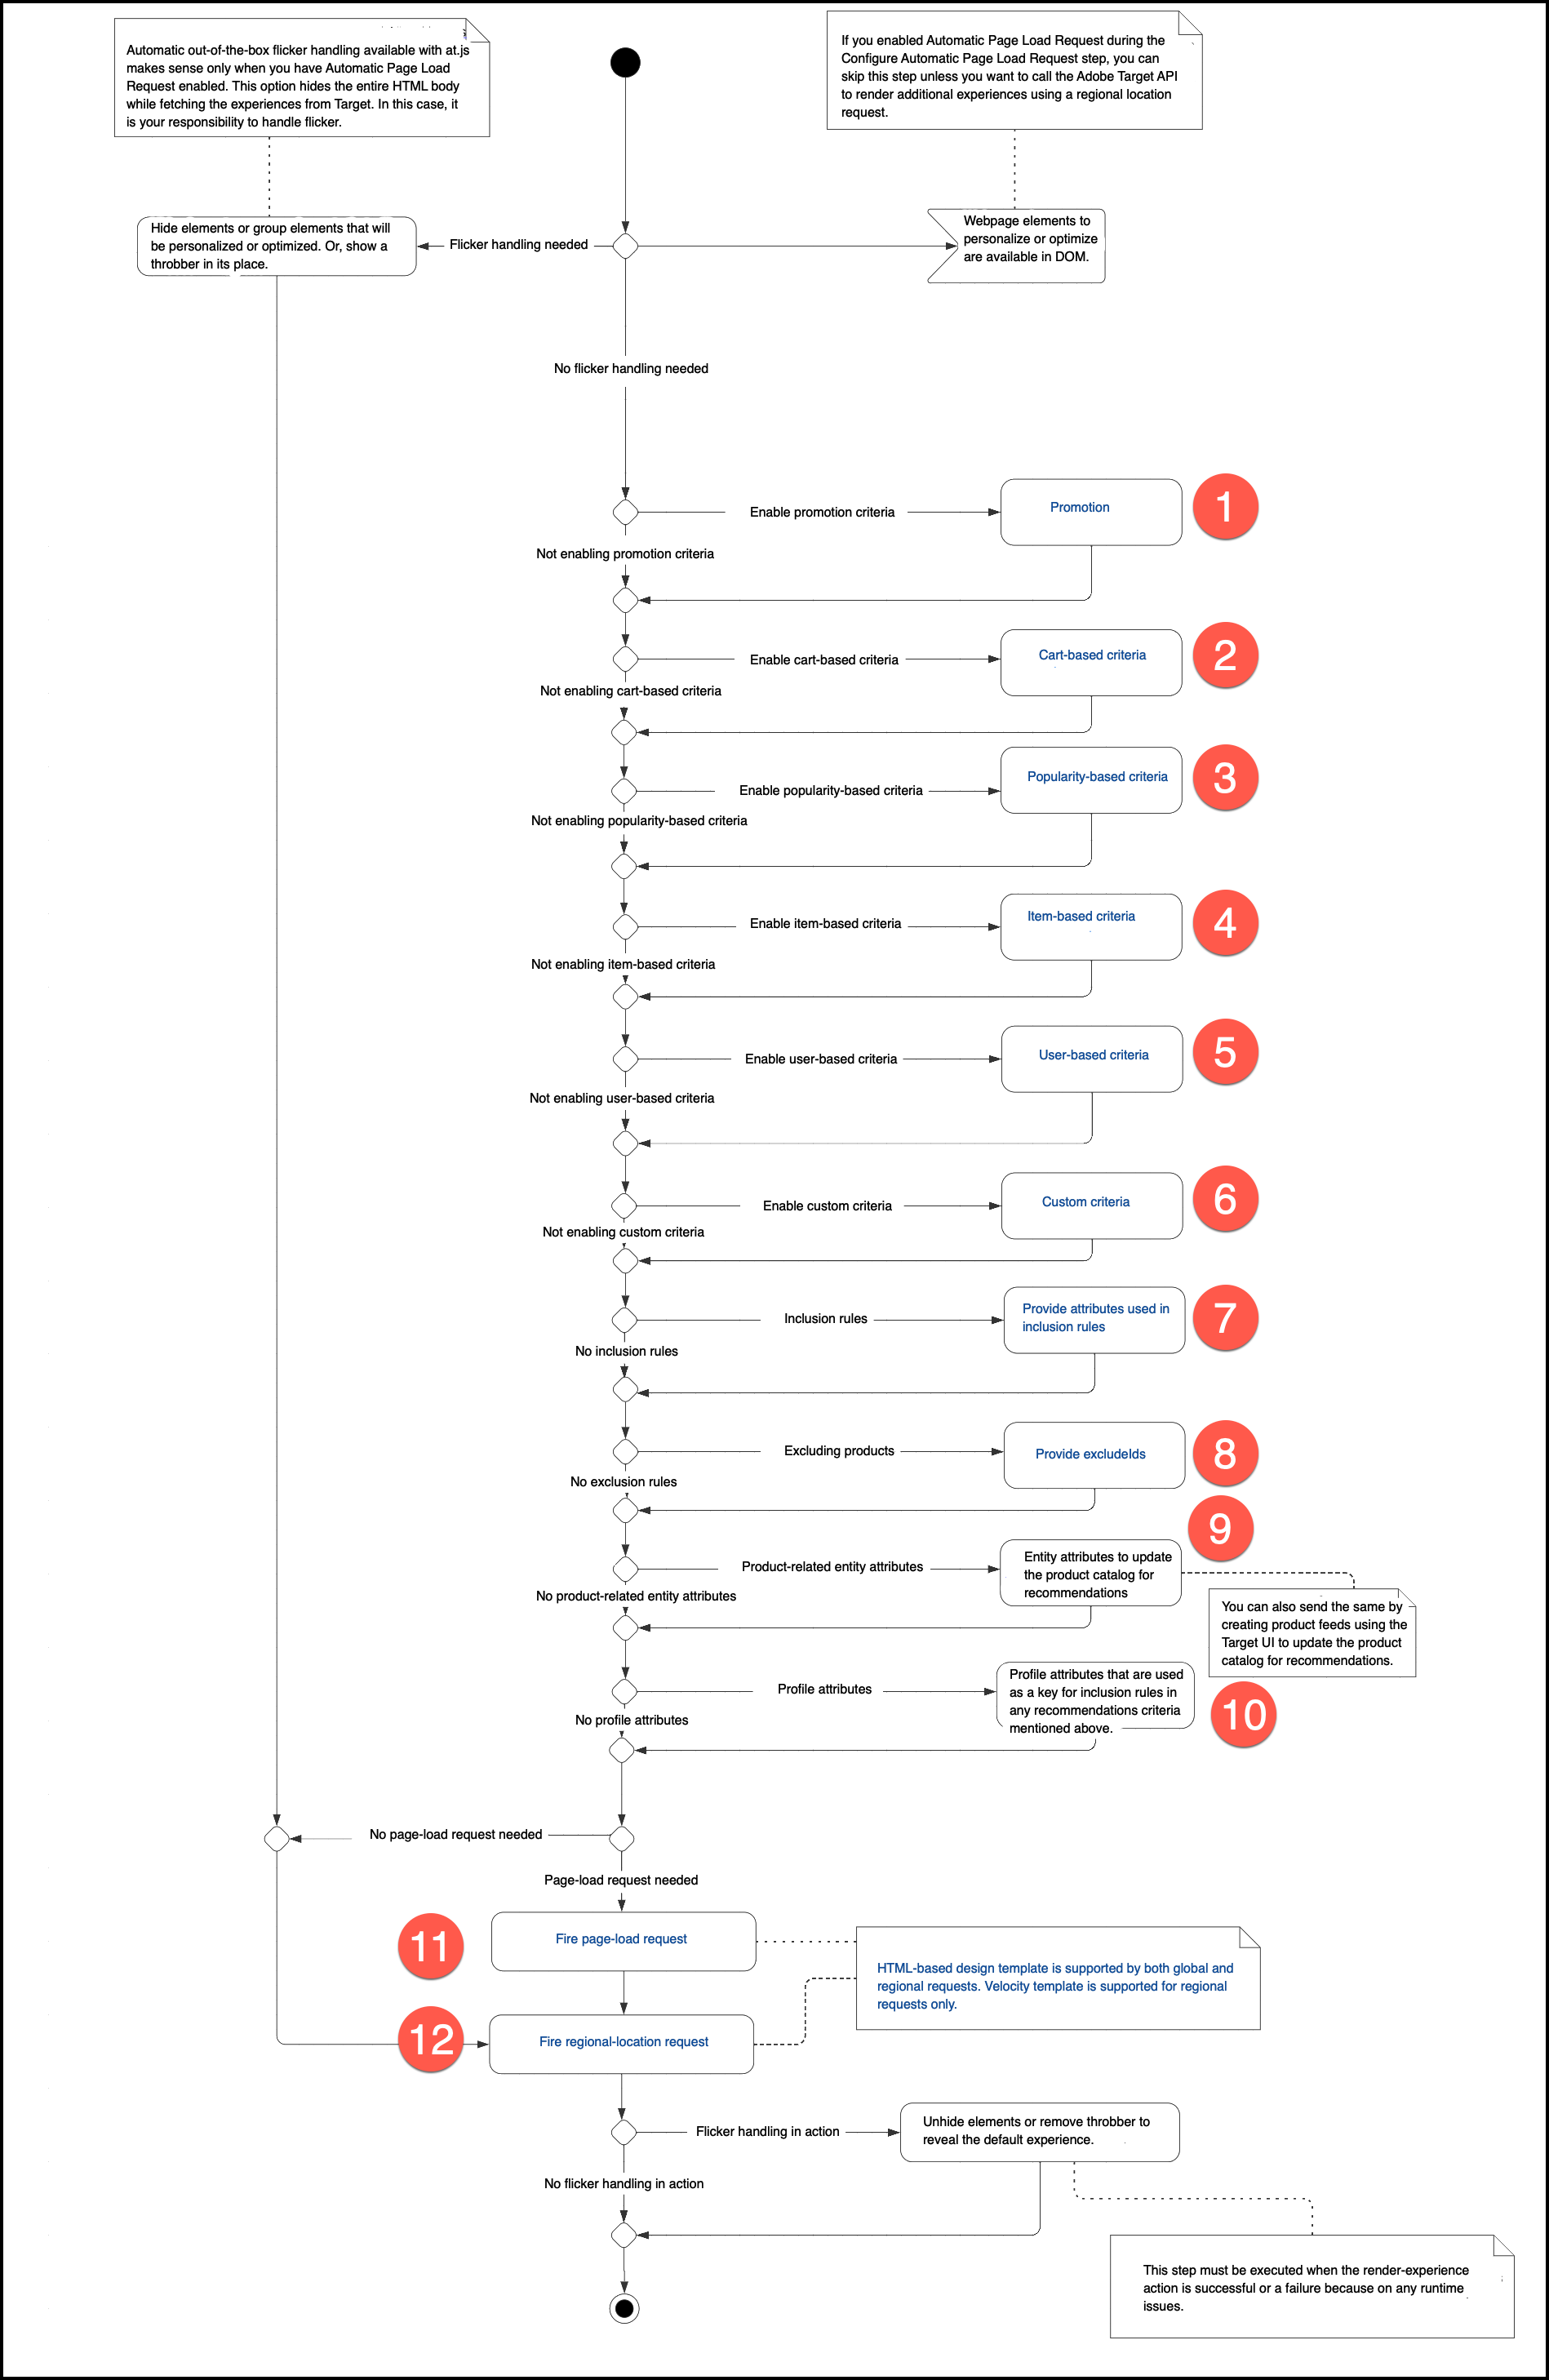 Automatic out-of-the-box flicker handling available with at.js
makes sense only when you have Automatic Page Load
Request enabled. This option hides the entire HTML body
while fetching the experiences from Target. In this case, it
is your responsibility to handle flicker.
If you enabled Automatic Page Load Request during the
Configure Automatic Page Load Request step, you can
skip this step unless you want to call the Adobe Target API
to render additional experiences using a regional location
request.
Hide elements or group elements that will
be personalized or optimized. Or, show a
throbber in its place.
Flicker handling needed
Webpage elements to
personalize or optimize
are available in DOM.
No flicker handling needed
Enable promotion criteria
Promotion
1
Not enabling promotion criteria
Enable cart-based criteria
Cart-based criteria
2
Not enabling cart-based criteria
Enable popularity-based criteria
Popularity-based criteria
3
Not enabling popularity-based criteria
Enable item-based criteria
Item-based criteria
4
Not enabling item-based criteria
Enable user-based criteria
User-based criteria
5
Not enabling user-based criteria
Enable custom criteria
Custom criteria
6
Not enabling custom criteria
Inclusion rules
Provide attributes used in
inclusion rules
7
No inclusion rules
Excluding products
Provide excludeIds
8
No exclusion rules
Product-related entity attributes
Entity attributes to update
the product catalog for
recommendations
9
No product-related entity attributes
You can also send the same by
creating product feeds using the
Target UI to update the product
catalog for recommendations.
Profile attributes
Profile attributes that are used
as a key for inclusion rules in
any recommendations criteria
mentioned above.
10
No profile attributes
No page-load request needed
Page-load request needed
11
Fire page-load request
HTML-based design template is supported by both global and
regional requests. Velocity template is supported for regional
requests only.
12
Fire regional-location request
Flicker handling in action
Unhide elements or remove throbber to
reveal the default experience.
No flicker handling in action
This step must be executed when the render-experience
action is successful or a failure because on any runtime
issues.